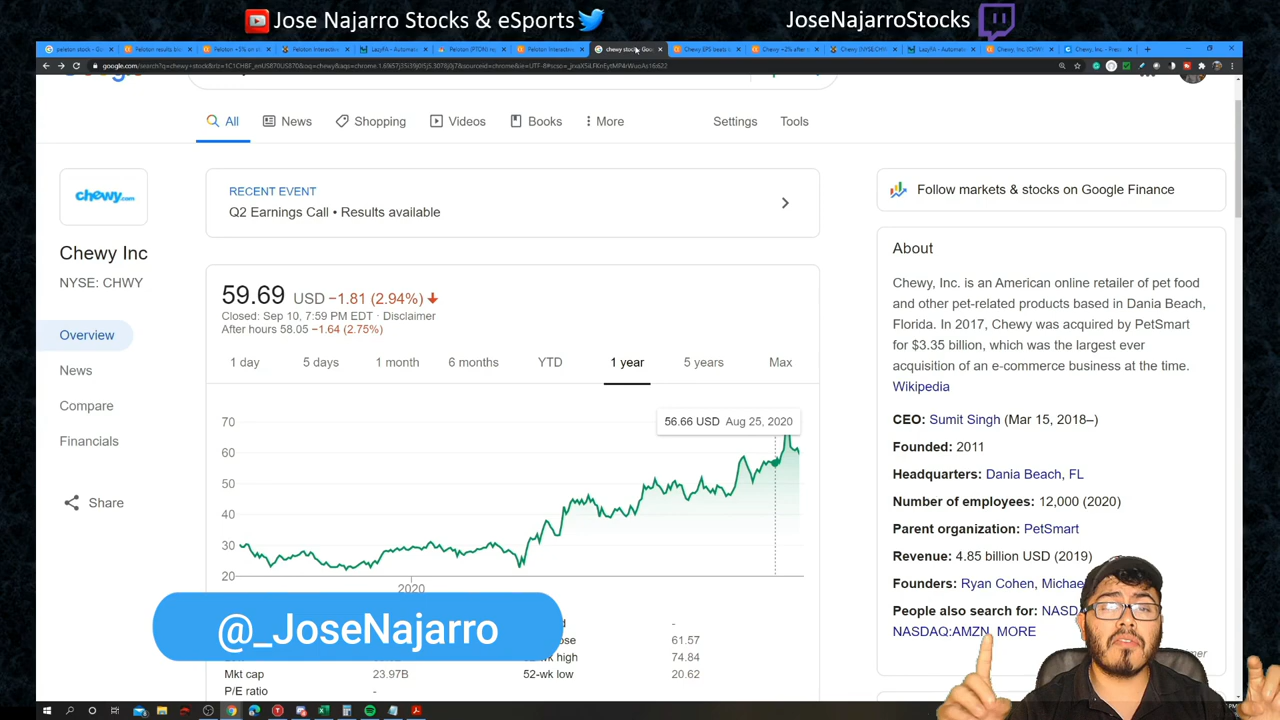 Jose Najarro Stocks & eSports
JoseNajarroStocks
All
News
Shopping
Videos
Books
More
Settings
Tools
chewy.com
Chewy Inc
NYSE: CHWY
Overview
News
Compare
Financials
Share
RECENT EVENT
Q2 Earnings Call • Results available
59.69 USD −1.81 (2.94%)
Closed: Sep 10, 7:59 PM EDT · Disclaimer
After hours 58.05 −1.64 (2.75%)
1 day
5 days
1 month
6 months
YTD
1 year
5 years
Max
56.66 USD Aug 25, 2020
70
60
50
40
30
20
2020
@_JoseNajarro
61.57
high
74.84
Mkt cap
23.97B
52-wk low
20.62
P/E ratio
-
Follow markets & stocks on Google Finance
About
Chewy, Inc. is an American online retailer of pet food
and other pet-related products based in Dania Beach,
Florida. In 2017, Chewy was acquired by PetSmart
for $3.35 billion, which was the largest ever
acquisition of an e-commerce business at the time.
Wikipedia
CEO: Sumit Singh (Mar 15, 2018–)
Founded: 2011
Headquarters: Dania Beach, FL
Number of employees: 12,000 (2020)
Parent organization: PetSmart
Revenue: 4.85 billion USD (2019)
Founders: Ryan Cohen,
People also search for:
NASDAQ:AMZN, MORE